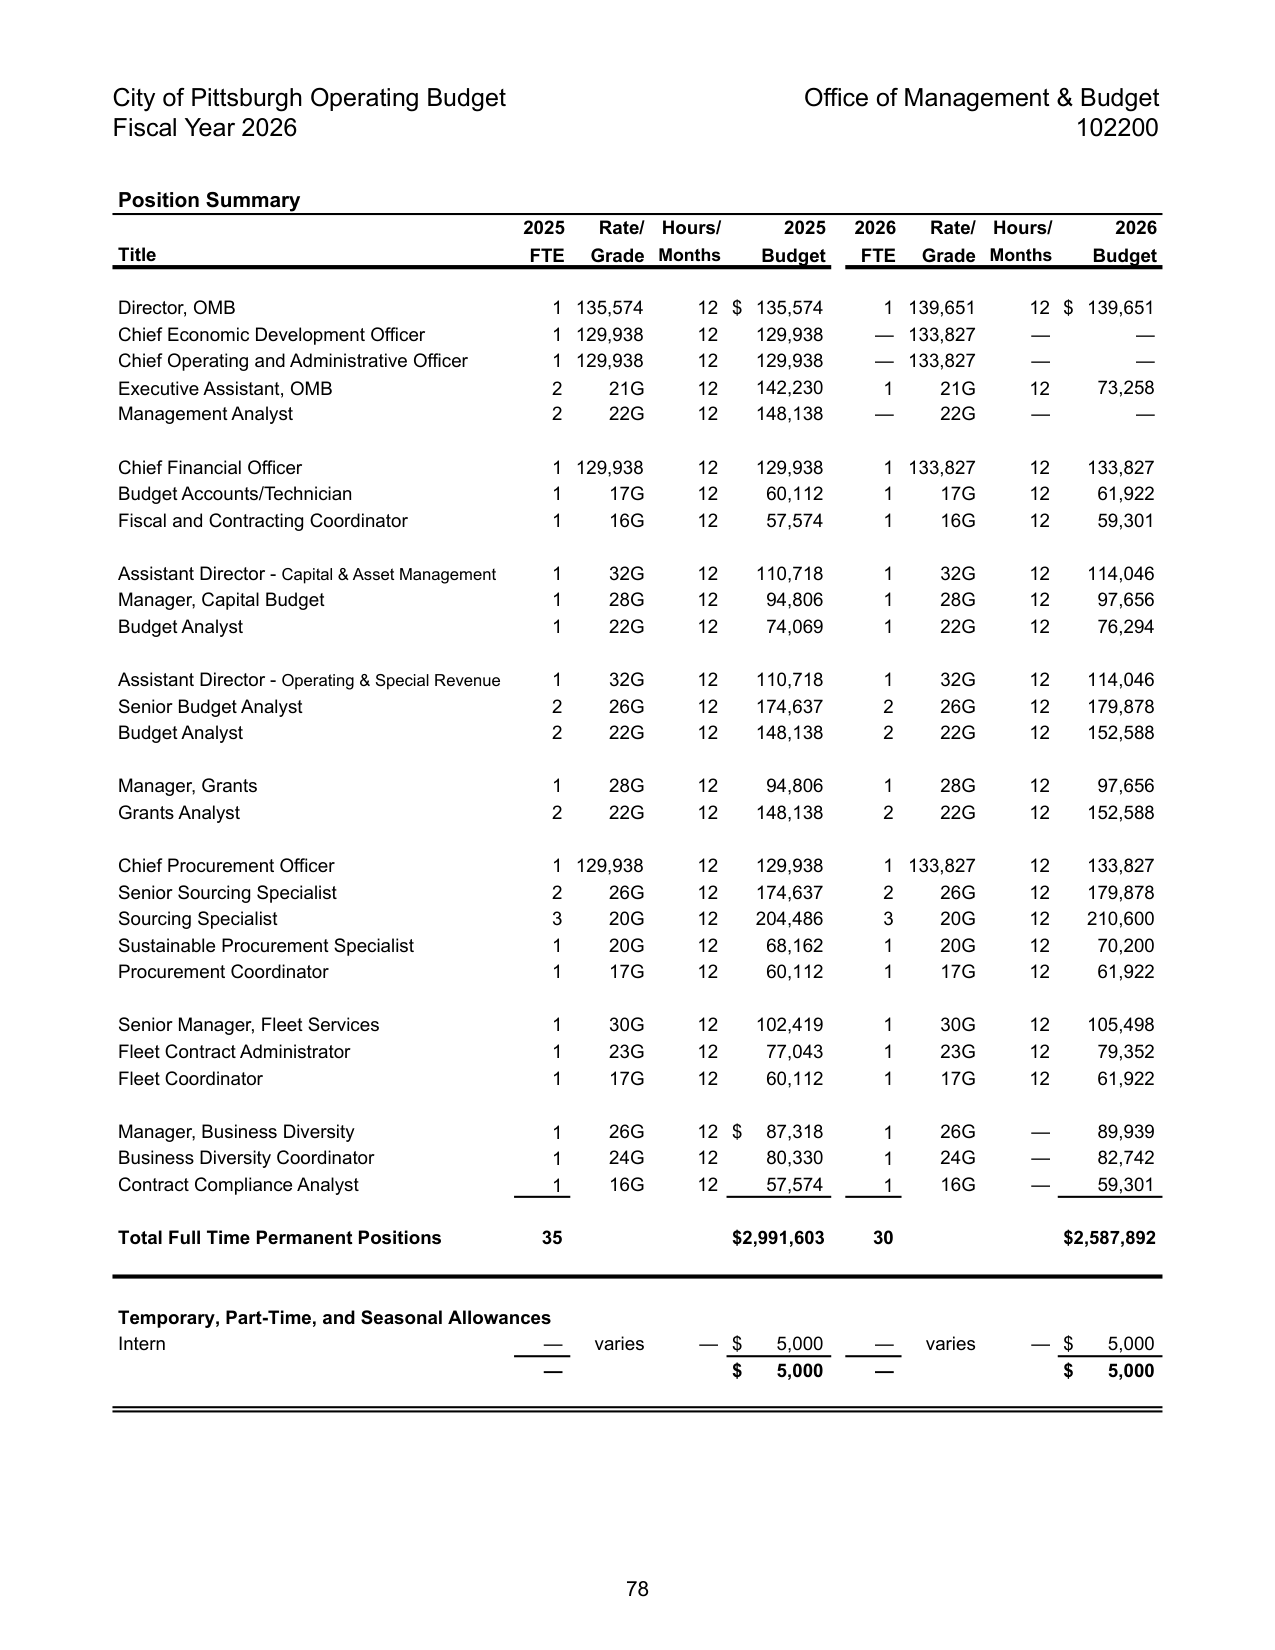 City of Pittsburgh Operating Budget Office of Management & Budget
Fiscal Year 2026 102200
Position Summary
2025 Rate/ Hours/ 2025 2026 Rate/ Hours/ 2026
Title FTE Grade Months Budget FTE Grade Months Budget
Director, OMB 1 135,574 12 $ 135,574 1 139,651 12 $ 139,651
Chief Economic Development Officer 1 129,938 12 129,938 — 133,827 — —
Chief Operating and Administrative Officer 1 129,938 12 129,938 — 133,827 — —
Executive Assistant, OMB 2 21G 12 142,230 1 21G 12 73,258
Management Analyst 2 22G 12 148,138 — 22G — —
Chief Financial Officer 1 129,938 12 129,938 1 133,827 12 133,827
Budget Accounts/Technician 1 17G 12 60,112 1 17G 12 61,922
Fiscal and Contracting Coordinator 1 16G 12 57,574 1 16G 12 59,301
Assistant Director - Capital & Asset Management 1 32G 12 110,718 1 32G 12 114,046
Manager, Capital Budget 1 28G 12 94,806 1 28G 12 97,656
Budget Analyst 1 22G 12 74,069 1 22G 12 76,294
Assistant Director - Operating & Special Revenue 1 32G 12 110,718 1 32G 12 114,046
Senior Budget Analyst 2 26G 12 174,637 2 26G 12 179,878
Budget Analyst 2 22G 12 148,138 2 22G 12 152,588
Manager, Grants 1 28G 12 94,806 1 28G 12 97,656
Grants Analyst 2 22G 12 148,138 2 22G 12 152,588
Chief Procurement Officer 1 129,938 12 129,938 1 133,827 12 133,827
Senior Sourcing Specialist 2 26G 12 174,637 2 26G 12 179,878
Sourcing Specialist 3 20G 12 204,486 3 20G 12 210,600
Sustainable Procurement Specialist 1 20G 12 68,162 1 20G 12 70,200
Procurement Coordinator 1 17G 12 60,112 1 17G 12 61,922
Senior Manager, Fleet Services 1 30G 12 102,419 1 30G 12 105,498
Fleet Contract Administrator 1 23G 12 77,043 1 23G 12 79,352
Fleet Coordinator 1 17G 12 60,112 1 17G 12 61,922
Manager, Business Diversity 1 26G 12 $ 87,318 1 26G — 89,939
Business Diversity Coordinator 1 24G 12 80,330 1 24G — 82,742
Contract Compliance Analyst 1 16G 12 57,574 1 16G — 59,301
Total Full Time Permanent Positions 35 $2,991,603 30 $2,587,892
Temporary, Part-Time, and Seasonal Allowances
Intern — varies — $ 5,000 — varies — $ 5,000
— $ 5,000 — $ 5,000
78